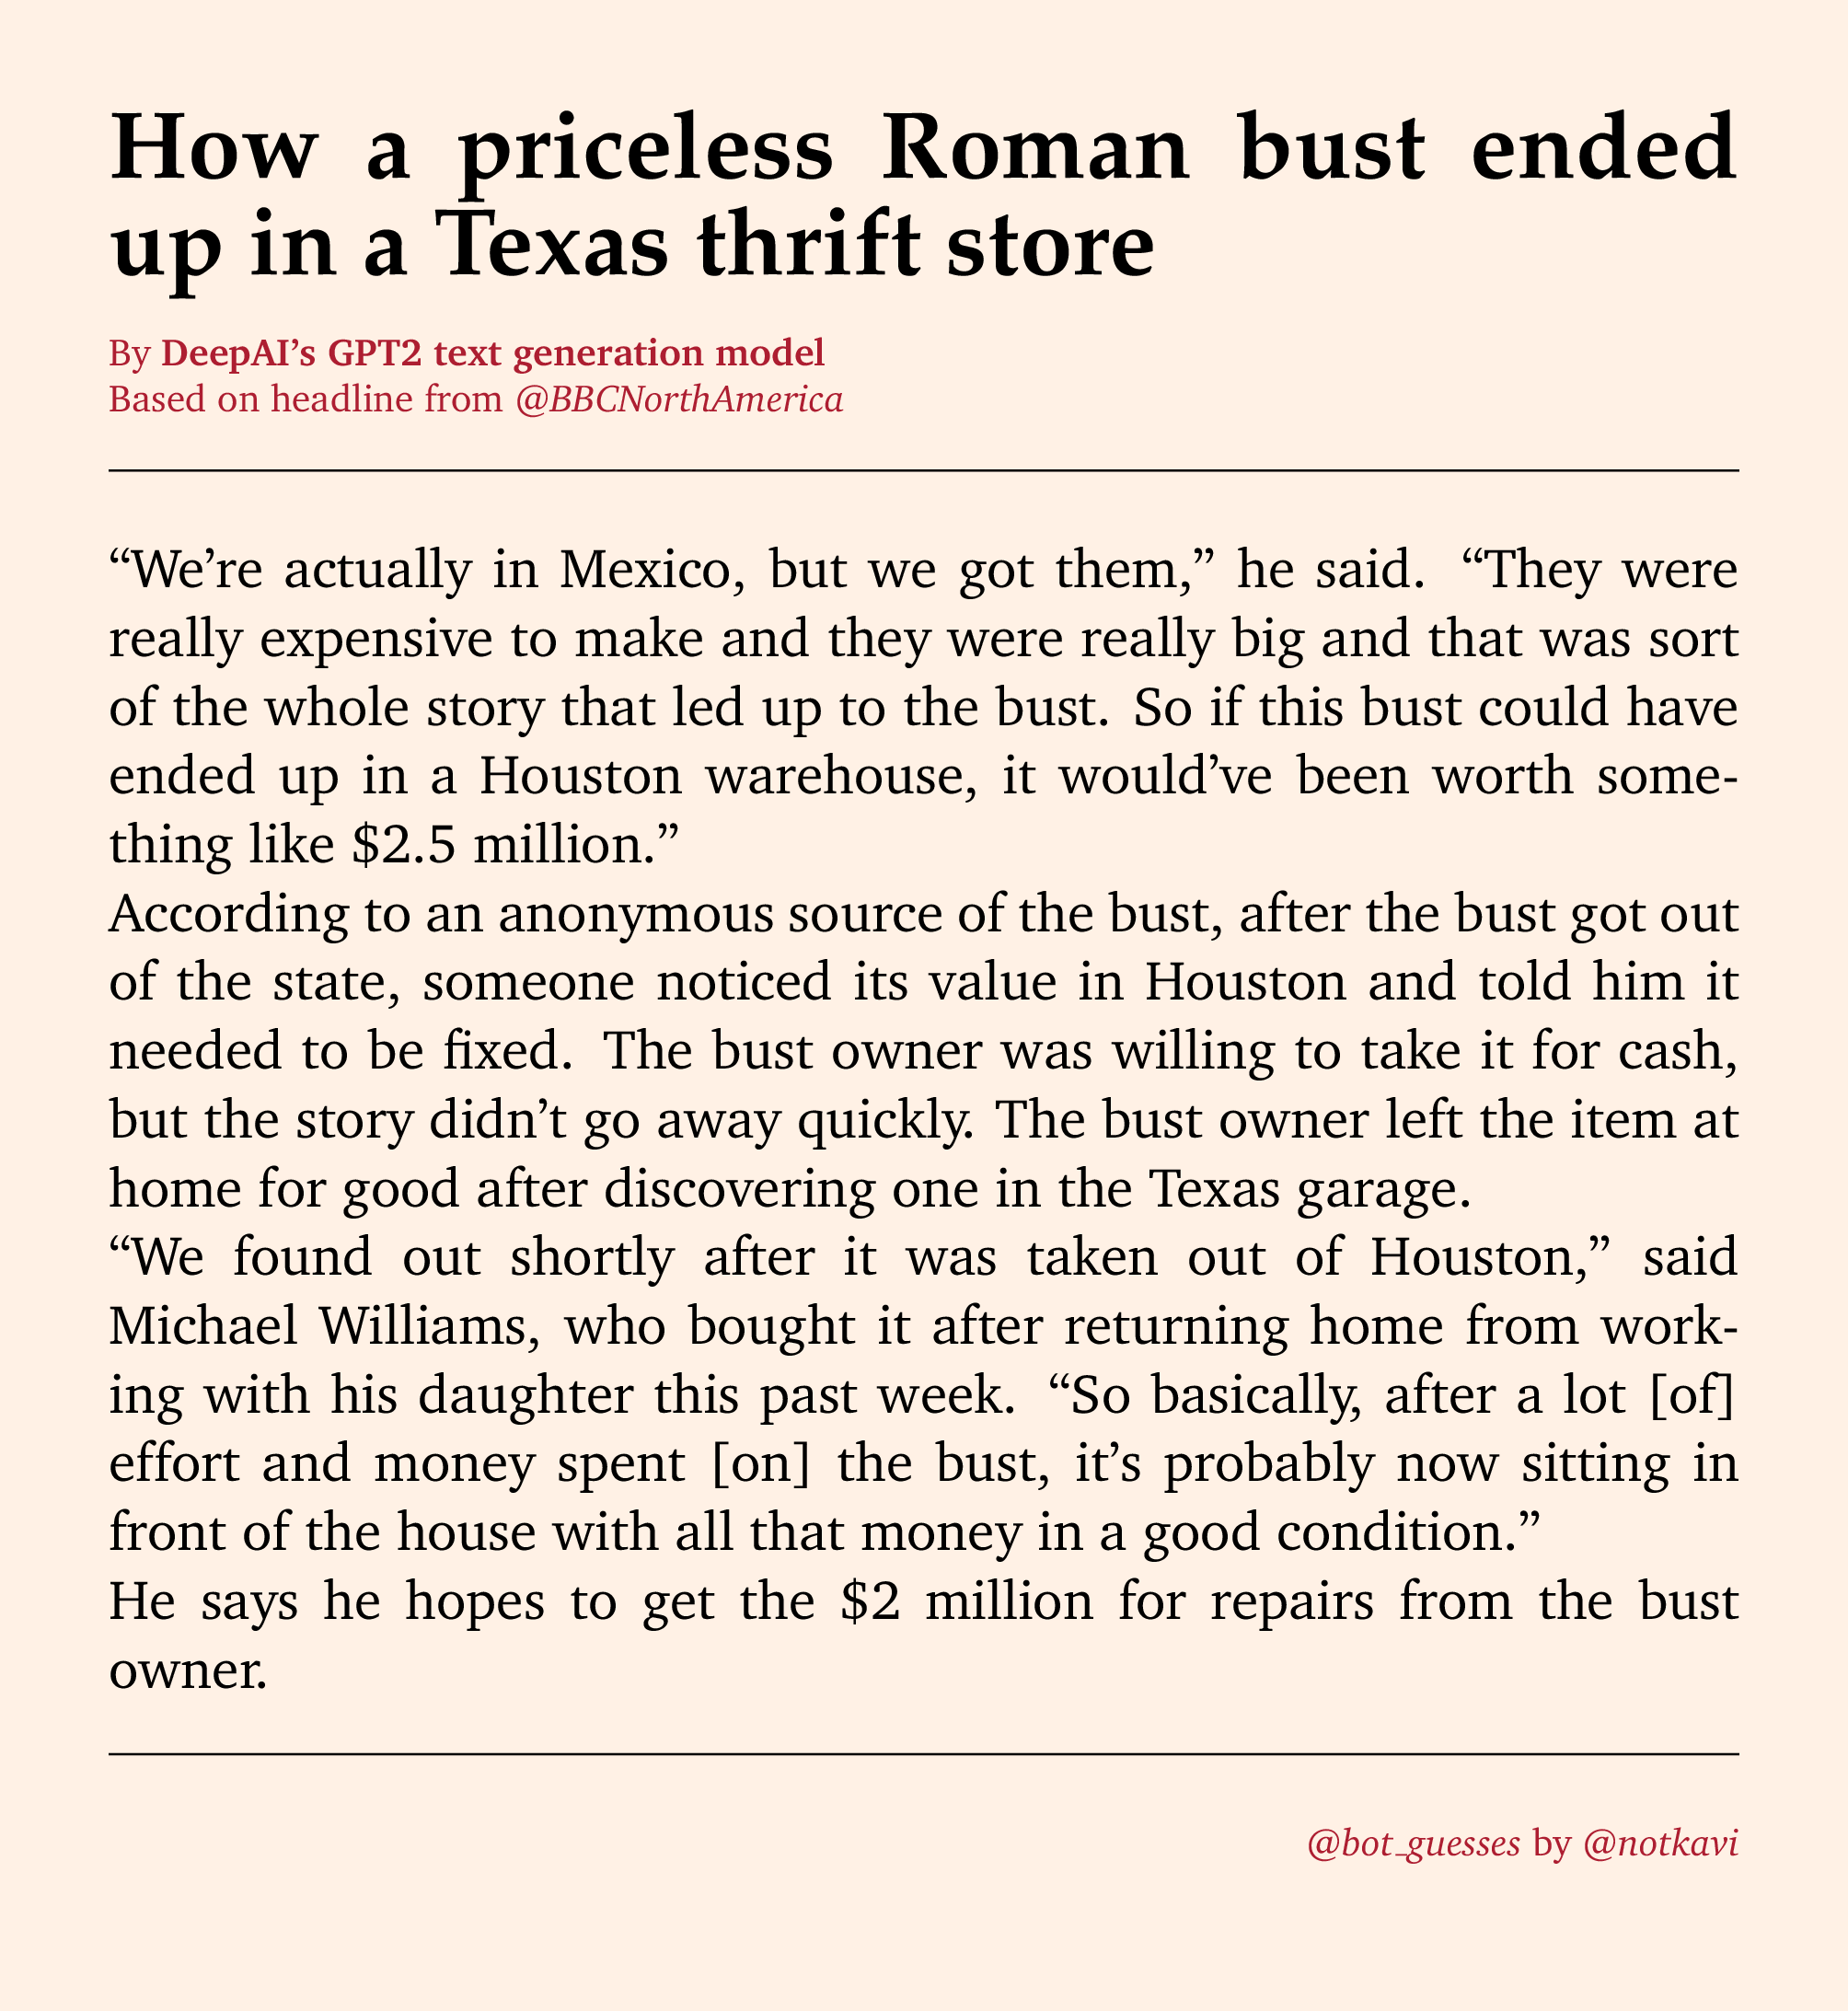 How a priceless Roman bust ended
up in a Texas thrift store
By DeepAI’s GPT2 text generation model
Based on headline from @BBCNorthAmerica
“We’re actually in Mexico, but we got them,” he said. “They were
really expensive to make and they were really big and that was sort
of the whole story that led up to the bust. So if this bust could have
ended up in a Houston warehouse, it would’ve been worth some-
thing like $2.5 million.”
According to an anonymous source of the bust, after the bust got out
of the state, someone noticed its value in Houston and told him it
needed to be fixed. The bust owner was willing to take it for cash,
but the story didn’t go away quickly. The bust owner left the item at
home for good after discovering one in the Texas garage.
“We found out shortly after it was taken out of Houston,” said
Michael Williams, who bought it after returning home from work-
ing with his daughter this past week. “So basically, after a lot [of]
effort and money spent [on] the bust, it’s probably now sitting in
front of the house with all that money in a good condition.”
He says he hopes to get the $2 million for repairs from the bust
owner.
@bot_guesses by @notkavi